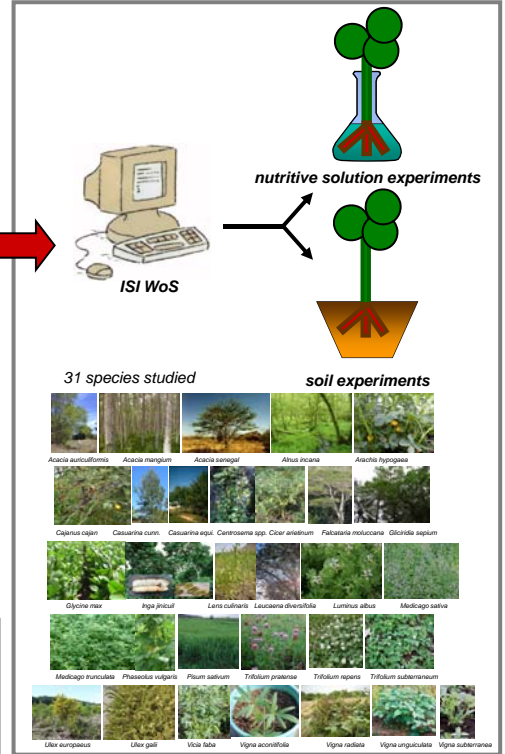 nutritive solution experiments
ISI WoS
31 species studied
soil experiments
Acacia auriculiformis Acacia mangium Acacia senegal Alnus incana Arachis hypogaea
Cajanus cajan Casuarina cunn. Casuarina equi. Centrosema spp. Cicer arietinum Falcataria moluccana Gliricidia sepium
Glycine max Inga jinicuil Lens culinaris Leucaena diversifolia Luminus albus Medicago sativa
Medicago trunculata Phaseolus vulgaris Pisum sativum Trifolium pratense Trifolium repens Trifolium subterraneum
Ulex europaeus Ulex galii Vicia faba Vigna aconitifolia Vigna radiata Vigna unguiculata Vigna subterranea